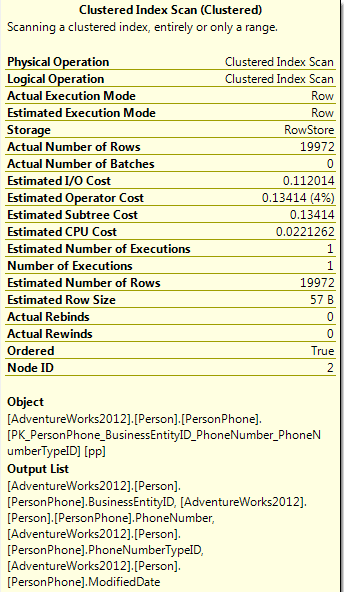 Clustered Index Scan (Clustered)
Scanning a clustered index, entirely or only a range.
Physical Operation Clustered Index Scan
Logical Operation Clustered Index Scan
Actual Execution Mode Row
Estimated Execution Mode Row
Storage RowStore
Actual Number of Rows 19972
Actual Number of Batches 0
Estimated I/O Cost 0.112014
Estimated Operator Cost 0.13414 (4%)
Estimated Subtree Cost 0.13414
Estimated CPU Cost 0.0221262
Estimated Number of Executions 1
Number of Executions 1
Estimated Number of Rows 19972
Estimated Row Size 57 B
Actual Rebinds 0
Actual Rewinds 0
Ordered True
Node ID 2
Object
[AdventureWorks2012].[Person].[PersonPhone].
[PK_PersonPhone_BusinessEntityID_PhoneNumber_PhoneN
umberTypeID] [pp]
Output List
[AdventureWorks2012].[Person].
[PersonPhone].BusinessEntityID, [AdventureWorks2012].
[Person].[PersonPhone].PhoneNumber,
[AdventureWorks2012].[Person].
[PersonPhone].PhoneNumberTypeID,
[AdventureWorks2012].[Person].
[PersonPhone].ModifiedDate